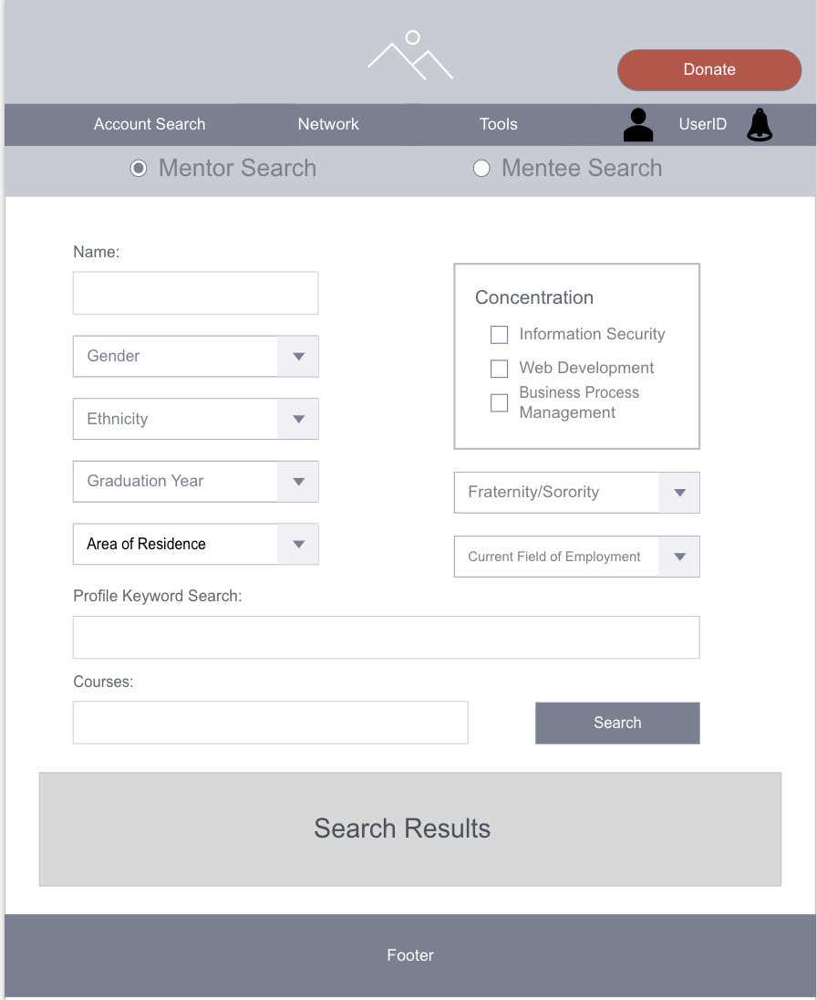 Donate
Account Search
Network
Tools
UserID
Mentor Search
Mentee Search
Name:
Gender
Ethnicity
Graduation Year
Area of Residence
Concentration
Information Security
Web Development
Business Process
Management
Fraternity/Sorority
Current Field of Employment
Profile Keyword Search:
Courses:
Search
Search Results
Footer